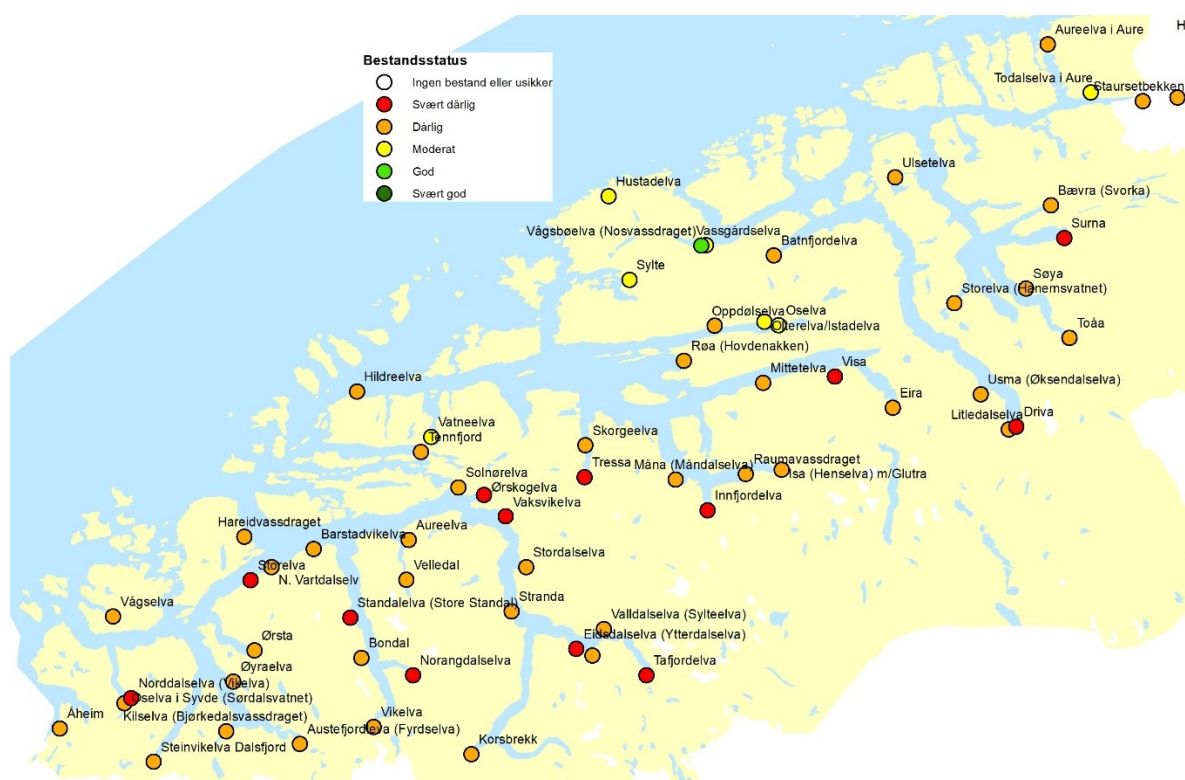 H
Aureelva i Aure
Bestandsstatus
Ingen bestand eller usikker
Svært dårlig
Dårlig
Moderat
God
Svært god
Todalselva i Aure
Staursetbekken
Ulsetelva
Hustadelva
Bævra (Svorka)
Surna
Vågsbøelva (Nosvassdraget)
Vassgårdselva
Batnfjordelva
Sylte
Søya
Storelva (Hanemsvatnet)
Oppdølselva
Oselva
Oterelva/Istadelva
Toåa
Røa (Hovdenakken)
Visa
Mittetelva
Hildreelva
Usma (Øksendalselva)
Eira
Litledalselva
Driva
Vatneelva
Tennfjord
Skorgeelva
Solnørelva
Tressa
Måna (Måndalselva)
Raumavassdraget
Isa (Henselva) m/Glutra
Ørskogelva
Vaksvikelva
Innfjordelva
Hareidvassdraget
Barstadvikelva
Aureelva
Storelva
N. Vartdalselv
Velledal
Stordalselva
Vågselva
Standalelva (Store Standal)
Stranda
Valldalselva (Sylteelva)
Eidsdalselva (Ytterdalselva)
Ørsta
Bondal
Norangdalselva
Tafjordelva
Øyraelva
Norddalselva (Vikelva)
Oselva i Syvde (Sørdalsvatnet)
Kilselva (Bjørkedalsvassdraget)
Åheim
Vikelva
Austefjordelva (Fyrdselva)
Steinvikelva Dalsfjord
Korsbrekk